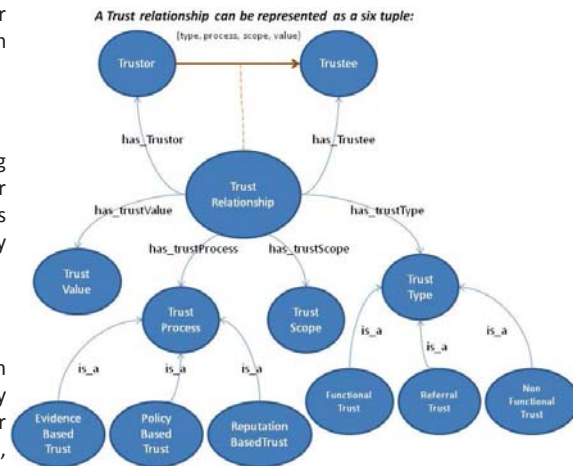 A Trust relationship can be represented as a six tuple:
{type, process, scope, value}
Trustor
Trustee
has_Trustor
has_Trustee
Trust
Relationship
has_trustValue
has_trustType
has_trustProcess
has_trustScope
Trust
Value
Trust
Process
Trust
Scope
Trust
Type
is_a
is_a
is_a
is_a
is_a
is_a
Evidence
Based
Trust
Policy
Based
Trust
Reputation
BasedTrust
Functional
Trust
Referral
Trust
Non
Functional
Trust